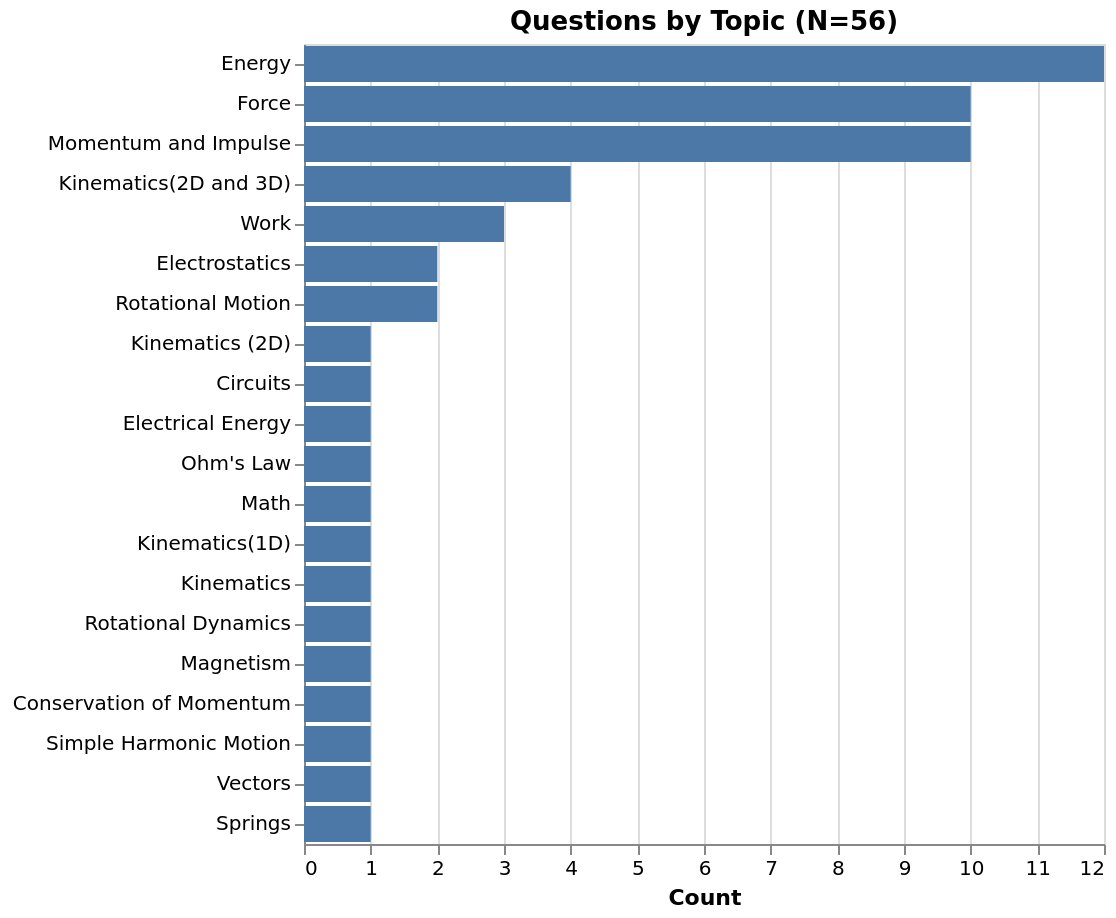 Questions by Topic (N=56)
Energy
Force
Momentum and Impulse
Kinematics(2D and 3D)
Work
Electrostatics
Rotational Motion
Kinematics (2D)
Circuits
Electrical Energy
Ohm's Law
Math
Kinematics(1D)
Kinematics
Rotational Dynamics
Magnetism
Conservation of Momentum
Simple Harmonic Motion
Vectors
Springs
0 1 2 3 4 5 6 7 8 9 10 11 12
Count